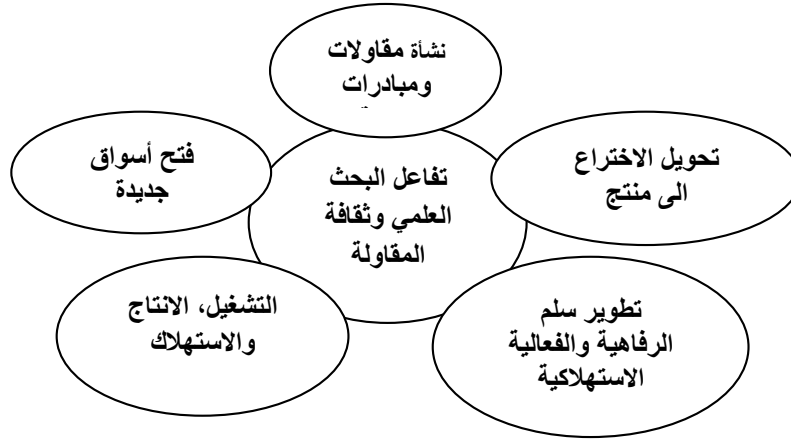 نشأة مقاولات
ومبادرات
تحويل الاختراع
الى منتج
فتح أسواق
جديدة
تفاعل البحث
العلمي وثقافة
المقاولة
تطوير سلم
الرفاهية والفعالية
الاستهلاكية
التشغيل، الانتاج
والاستهلاك